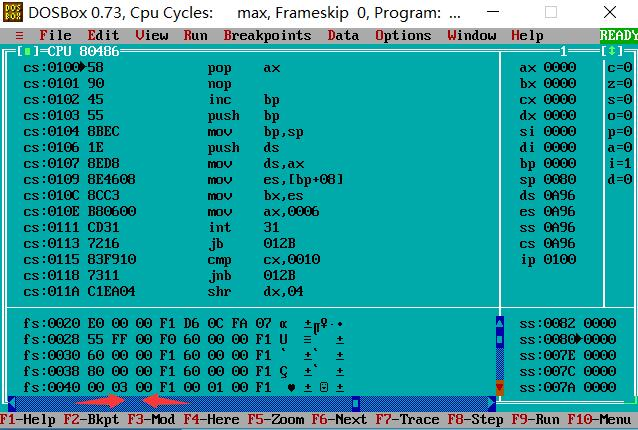 DOSBox 0.73, Cpu Cycles: max, Frameskip 0, Program: ...
≡ File Edit View Run Breakpoints Data Options Window Help READY
[■]=CPU 80486 1 [↕]
cs:0100▶58 pop ax ax 0000 c=0
cs:0101 90 nop bx 0000 z=0
cs:0102 45 inc bp cx 0000 s=0
cs:0103 55 push bp dx 0000 o=0
cs:0104 8BEC mov bp,sp si 0000 p=0
cs:0106 1E push ds di 0000 a=0
cs:0107 8ED8 mov ds,ax bp 0000 i=1
cs:0109 8E4608 mov es,[bp+08] sp 0080 d=0
cs:010C 8CC3 mov bx,es ds 0A96
cs:010E B80600 mov ax,0006 es 0A96
cs:0111 CD31 int 31 ss 0A96
cs:0113 7216 jb 012B cs 0A96
cs:0115 83F910 cmp cx,0010 ip 0100
cs:0118 7311 jnb 012B
cs:011A C1EA04 shr dx,04
fs:0020 E0 00 00 F1 D6 0C FA 07 α ±╓♀·• ss:0082 0000
fs:0028 55 FF 00 F0 60 00 00 F1 U ≡` ± ss:0080▶0000
fs:0030 60 00 00 F1 60 00 00 F1 ` ±` ± ss:007E 0000
fs:0038 80 00 00 F1 60 00 00 F1 Ç ±` ± ss:007C 0000
fs:0040 00 03 00 F1 00 01 00 F1 ♥ ± ☺ ± ss:007A 0000
F1-Help F2-Bkpt F3-Mod F4-Here F5-Zoom F6-Next F7-Trace F8-Step F9-Run F10-Menu